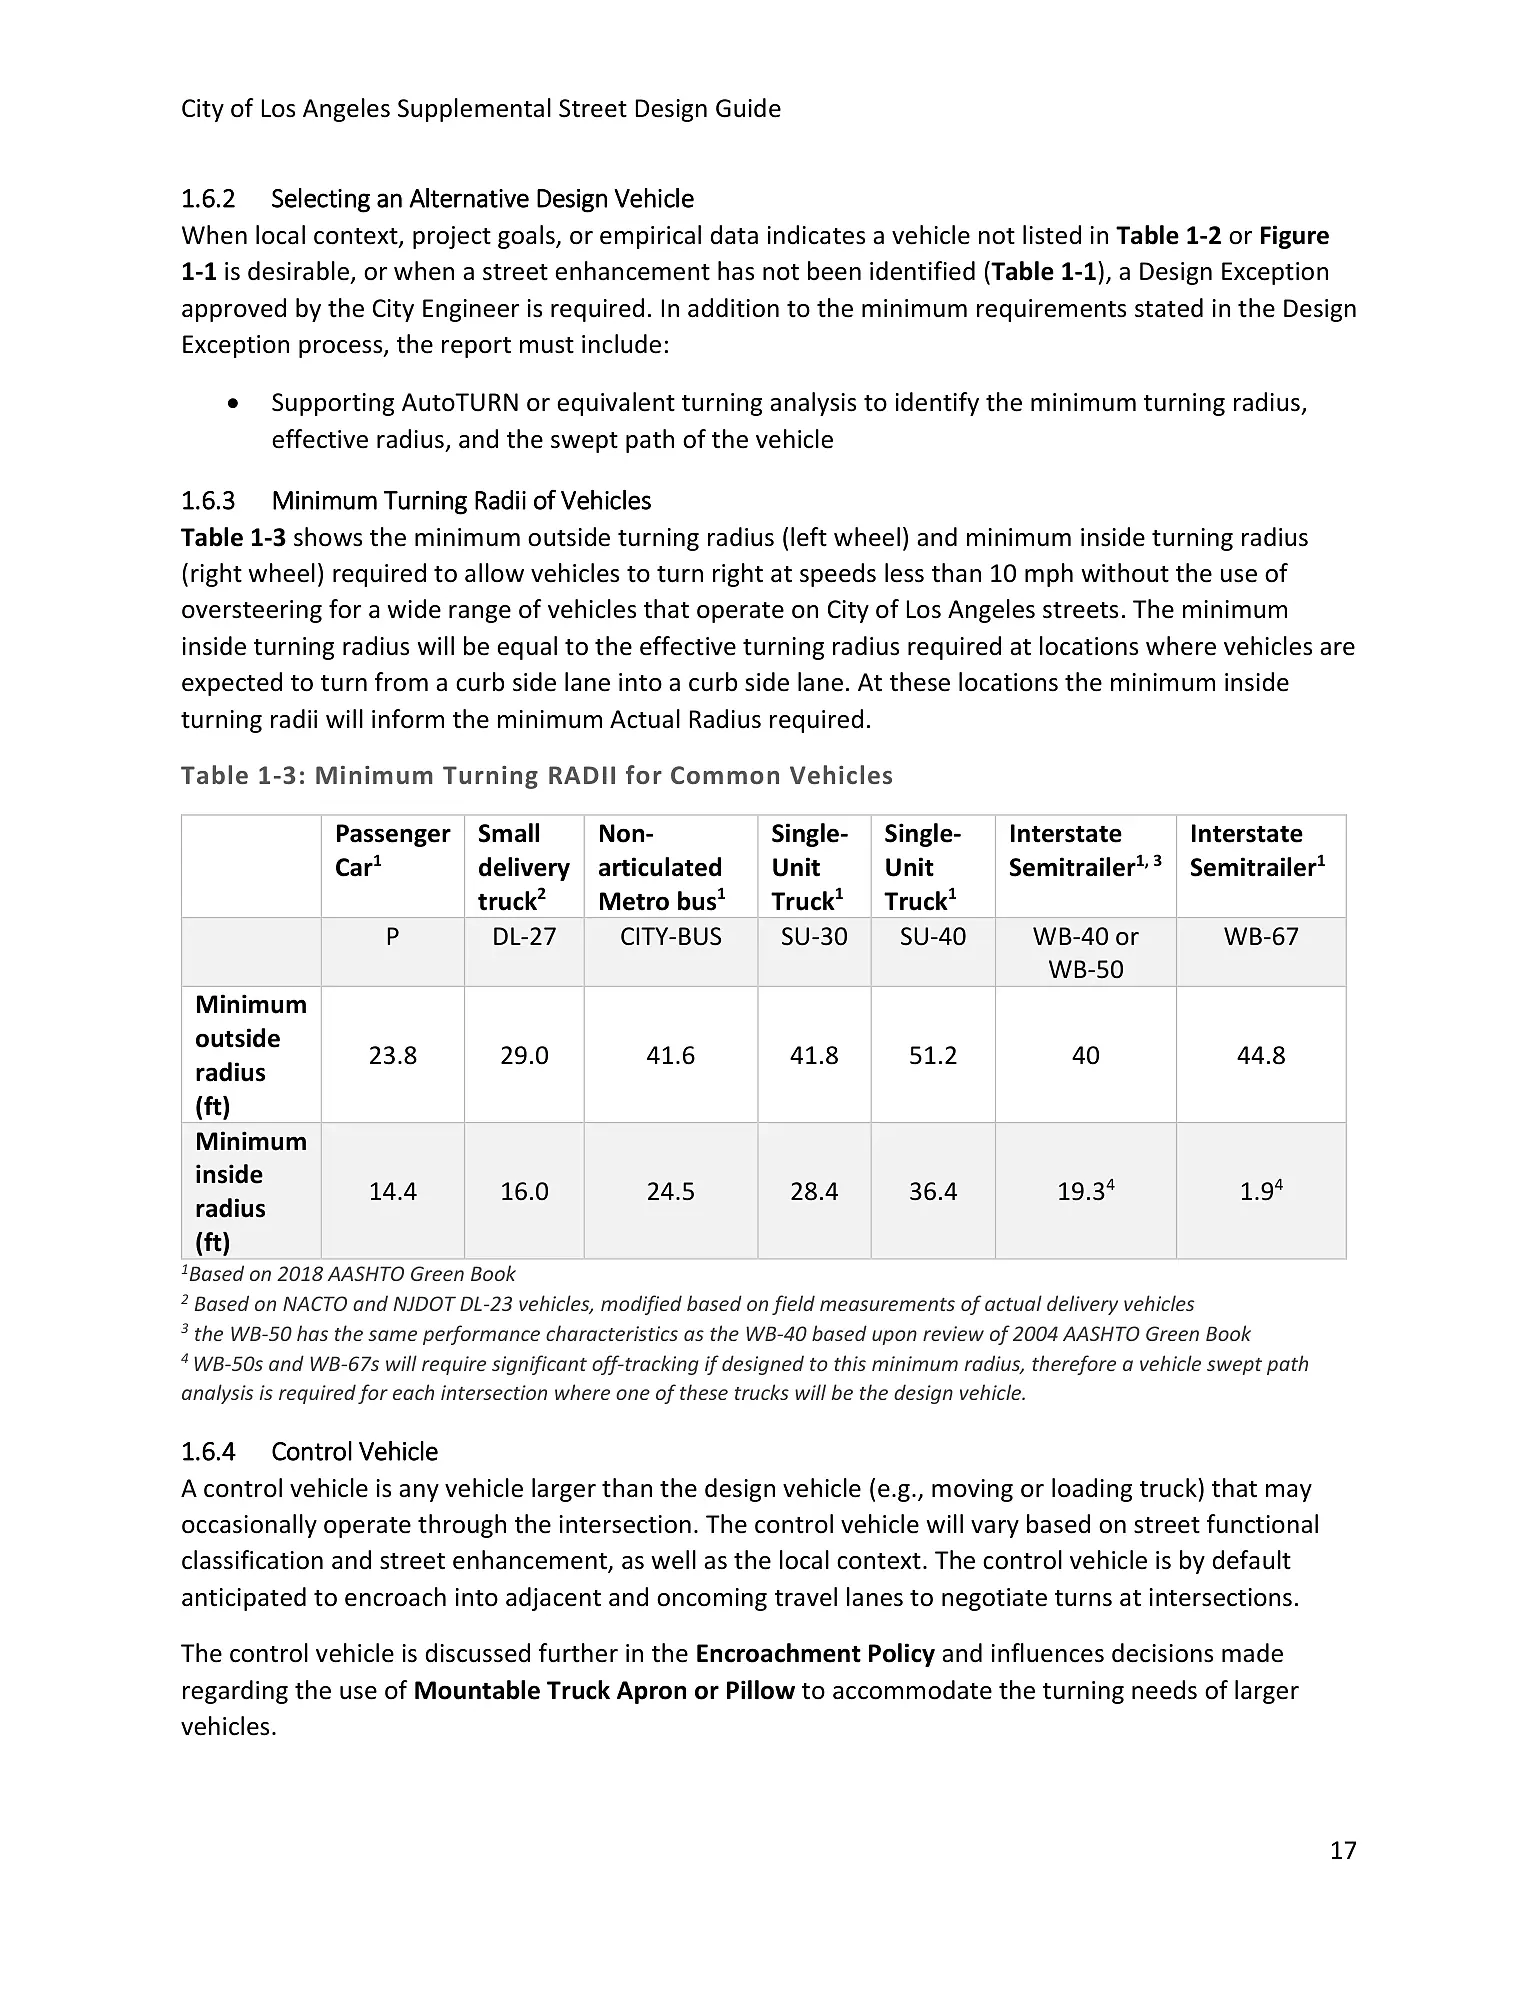 City of Los Angeles Supplemental Street Design Guide
1.6.2 Selecting an Alternative Design Vehicle
When local context, project goals, or empirical data indicates a vehicle not listed in Table 1-2 or Figure
1-1 is desirable, or when a street enhancement has not been identified (Table 1-1), a Design Exception
approved by the City Engineer is required. In addition to the minimum requirements stated in the Design
Exception process, the report must include:
• Supporting AutoTURN or equivalent turning analysis to identify the minimum turning radius,
effective radius, and the swept path of the vehicle
1.6.3 Minimum Turning Radii of Vehicles
Table 1-3 shows the minimum outside turning radius (left wheel) and minimum inside turning radius
(right wheel) required to allow vehicles to turn right at speeds less than 10 mph without the use of
oversteering for a wide range of vehicles that operate on City of Los Angeles streets. The minimum
inside turning radius will be equal to the effective turning radius required at locations where vehicles are
expected to turn from a curb side lane into a curb side lane. At these locations the minimum inside
turning radii will inform the minimum Actual Radius required.
Table 1-3: Minimum Turning RADII for Common Vehicles
Passenger Small Non- Single- Single- Interstate Interstate
Car¹ delivery articulated Unit Unit Semitrailer¹, ³ Semitrailer¹
truck² Metro bus¹ Truck¹ Truck¹
P DL-27 CITY-BUS SU-30 SU-40 WB-40 or WB-67
WB-50
Minimum
outside
radius
(ft)
23.8 29.0 41.6 41.8 51.2 40 44.8
Minimum
inside
radius
(ft)
14.4 16.0 24.5 28.4 36.4 19.3⁴ 1.9⁴
¹Based on 2018 AASHTO Green Book
² Based on NACTO and NJDOT DL-23 vehicles, modified based on field measurements of actual delivery vehicles
³ the WB-50 has the same performance characteristics as the WB-40 based upon review of 2004 AASHTO Green Book
⁴ WB-50s and WB-67s will require significant off-tracking if designed to this minimum radius, therefore a vehicle swept path
analysis is required for each intersection where one of these trucks will be the design vehicle.
1.6.4 Control Vehicle
A control vehicle is any vehicle larger than the design vehicle (e.g., moving or loading truck) that may
occasionally operate through the intersection. The control vehicle will vary based on street functional
classification and street enhancement, as well as the local context. The control vehicle is by default
anticipated to encroach into adjacent and oncoming travel lanes to negotiate turns at intersections.
The control vehicle is discussed further in the Encroachment Policy and influences decisions made
regarding the use of Mountable Truck Apron or Pillow to accommodate the turning needs of larger
vehicles.
17